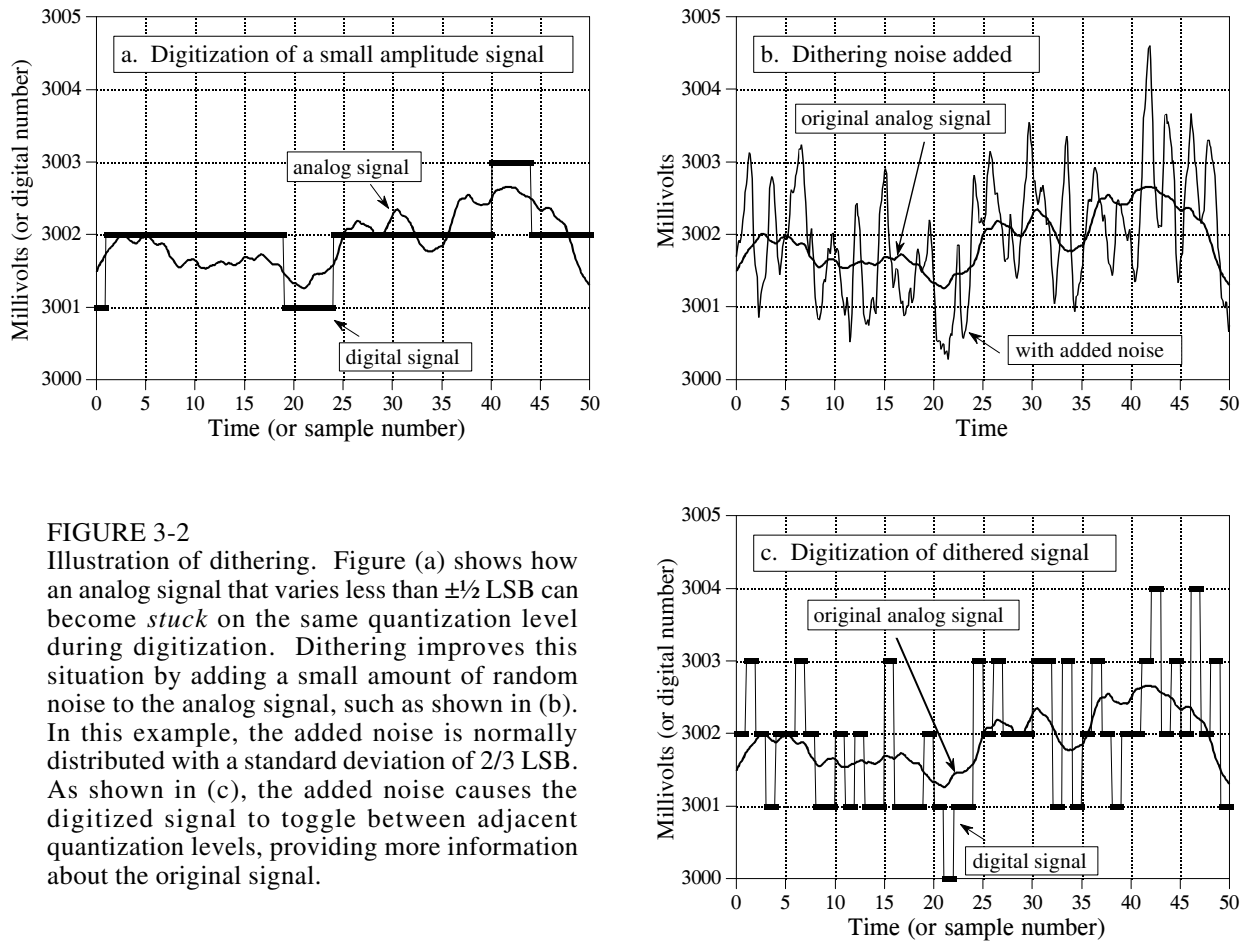 a. Digitization of a small amplitude signal
Millivolts (or digital number)
3005
3004
3003
3002
3001
3000
analog signal
digital signal
0 5 10 15 20 25 30 35 40 45 50
Time (or sample number)
b. Dithering noise added
Millivolts
3005
3004
3003
3002
3001
3000
original analog signal
with added noise
0 5 10 15 20 25 30 35 40 45 50
Time
FIGURE 3-2
Illustration of dithering. Figure (a) shows how
an analog signal that varies less than ±½ LSB can
become stuck on the same quantization level
during digitization. Dithering improves this
situation by adding a small amount of random
noise to the analog signal, such as shown in (b).
In this example, the added noise is normally
distributed with a standard deviation of 2/3 LSB.
As shown in (c), the added noise causes the
digitized signal to toggle between adjacent
quantization levels, providing more information
about the original signal.
c. Digitization of dithered signal
Millivolts (or digital number)
3005
3004
3003
3002
3001
3000
original analog signal
digital signal
0 5 10 15 20 25 30 35 40 45 50
Time (or sample number)